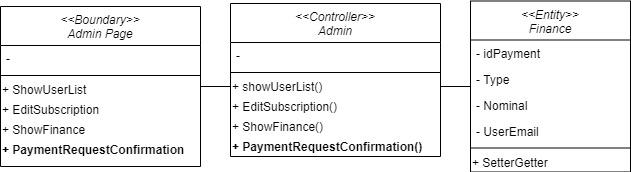 <<Boundary>>
Admin Page
-
+ ShowUserList
+ EditSubscription
+ ShowFinance
+ PaymentRequestConfirmation
<<Controller>>
Admin
-
+ showUserList()
+ EditSubscription()
+ ShowFinance()
+ PaymentRequestConfirmation()
<<Entity>>
Finance
- idPayment
- Type
- Nominal
- UserEmail
+ SetterGetter